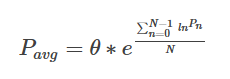 P_{avg} = θ * e^{\frac{\sum_{n=0}^{N-1} ln P_n}{N}}